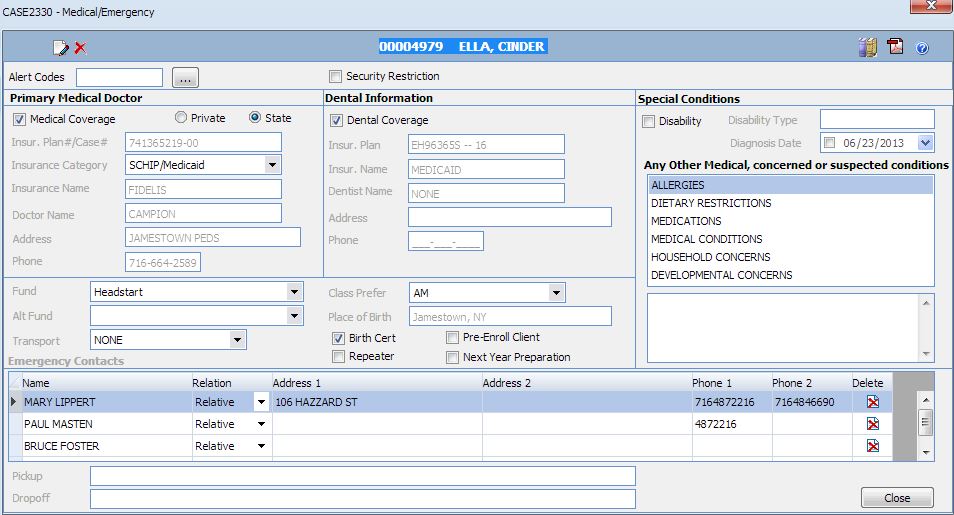 CASE2330 - Medical/Emergency
00004979 ELLA, CINDER
Alert Codes ... Security Restriction
Primary Medical Doctor
Medical Coverage Private State
Insur. Plan#/Case# 741365219-00
Insurance Category SCHIP/Medicaid
Insurance Name FIDELIS
Doctor Name CAMPION
Address JAMESTOWN PEDS
Phone 716-664-2589
Dental Information
Dental Coverage
Insur. Plan EH96365S -- 16
Insur. Name MEDICAID
Dentist Name NONE
Address
Phone ___-___-____
Special Conditions
Disability Disability Type
Diagnosis Date 06/23/2013
Any Other Medical, concerned or suspected conditions
ALLERGIES
DIETARY RESTRICTIONS
MEDICATIONS
MEDICAL CONDITIONS
HOUSEHOLD CONCERNS
DEVELOPMENTAL CONCERNS
Fund Headstart
Alt Fund
Transport NONE
Class Prefer AM
Place of Birth Jamestown, NY
Birth Cert Pre-Enroll Client
Repeater Next Year Preparation
Emergency Contacts
Name Relation Address 1 Address 2 Phone 1 Phone 2 Delete
MARY LIPPERT Relative 106 HAZZARD ST 7164872216 7164846690
PAUL MASTEN Relative 4872216
BRUCE FOSTER Relative
Pickup
Dropoff
Close